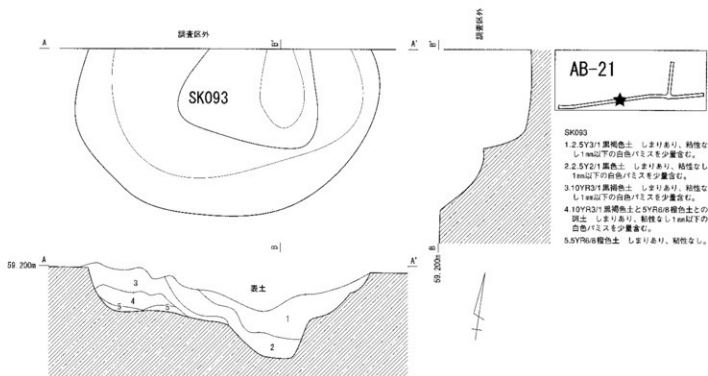 調査区外
A
B'
A'
SK093
B'
調査区外
AB-21
SK093
1.2.5Y3/1黒褐色土　しまりあり、粘性な
し1㎜以下の白色パミスを少量含む。
2.2.5Y2/1黒色土　しまりあり、粘性なし
1㎜以下の白色パミスを少量含む。
3.10YR3/1黒褐色土　しまりあり、粘性な
し1㎜以下の白色パミスを少量含む。
4.10YR3/1黒褐色土と5YR6/8橙色土との
混土　しまりあり、粘性なし1㎜以下の
白色パミスを少量含む。
5.5YR6/8橙色土　しまりあり、粘性なし。
B
59.200m
A
B
A'
59.200m
表土
3
4
5
5
1
2